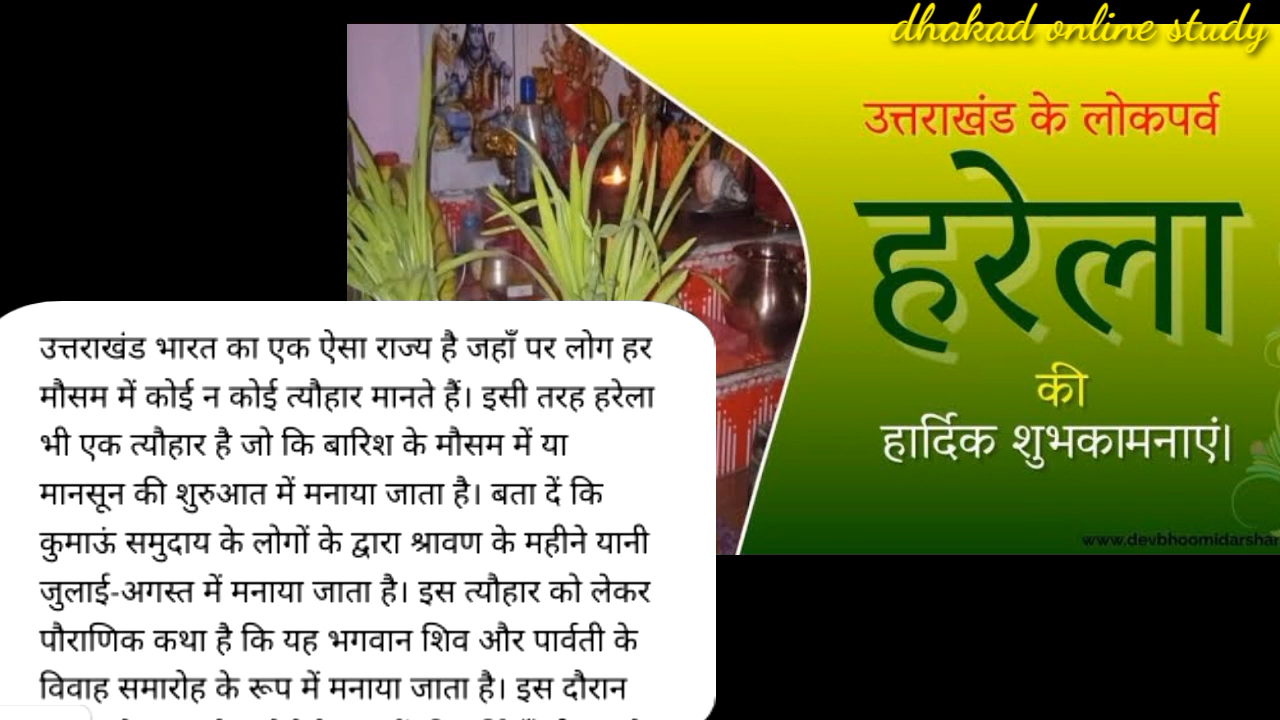 dhakad online study
उत्तराखंड के लोकपर्व
हरेला
की
हार्दिक शुभकामनाएं।
www.devbhoomidarshan
उत्तराखंड भारत का एक ऐसा राज्य है जहाँ पर लोग हर
मौसम में कोई न कोई त्यौहार मानते हैं। इसी तरह हरेला
भी एक त्यौहार है जो कि बारिश के मौसम में या
मानसून की शुरुआत में मनाया जाता है। बता दें कि
कुमाऊं समुदाय के लोगों के द्वारा श्रावण के महीने यानी
जुलाई-अगस्त में मनाया जाता है। इस त्यौहार को लेकर
पौराणिक कथा है कि यह भगवान शिव और पार्वती के
विवाह समारोह के रूप में मनाया जाता है। इस दौरान